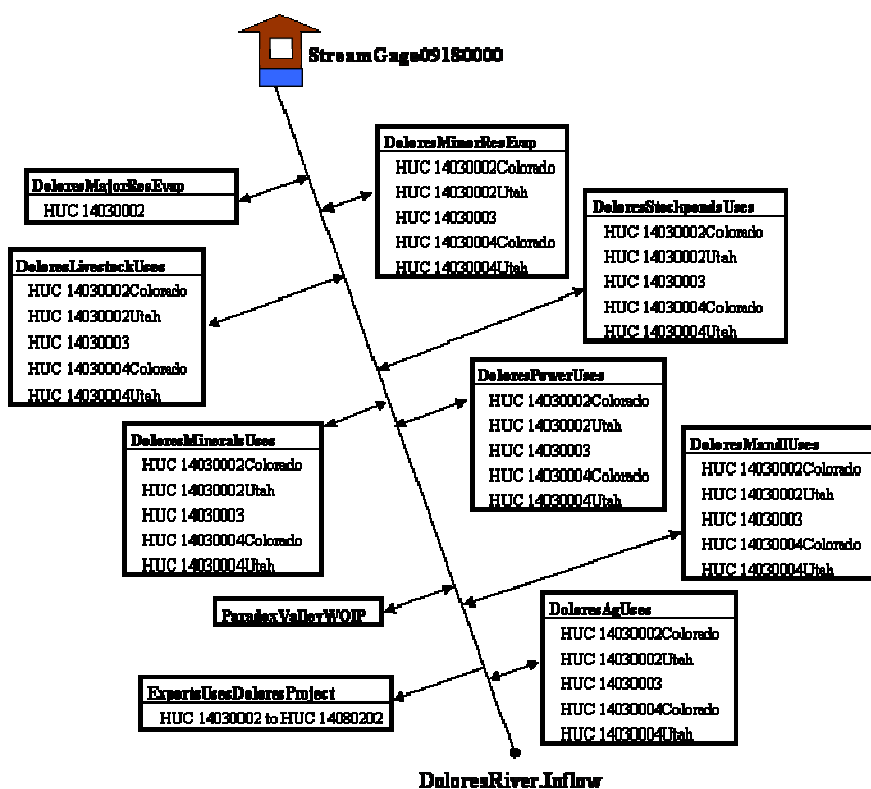 StreamGage09180000
DoloresMinorResEvap
HUC 14030002Colorado
HUC 14030002Utah
HUC 14030003
HUC 14030004Colorado
HUC 14030004Utah
DoloresMajorResEvap
HUC 14030002
DoloresStockpondsUses
HUC 14030002Colorado
HUC 14030002Utah
HUC 14030003
HUC 14030004Colorado
HUC 14030004Utah
DoloresLivestockUses
HUC 14030002Colorado
HUC 14030002Utah
HUC 14030003
HUC 14030004Colorado
HUC 14030004Utah
DoloresPowerUses
HUC 14030002Colorado
HUC 14030002Utah
HUC 14030003
HUC 14030004Colorado
HUC 14030004Utah
DoloresMineralsUses
HUC 14030002Colorado
HUC 14030002Utah
HUC 14030003
HUC 14030004Colorado
HUC 14030004Utah
DoloresMandIUses
HUC 14030002Colorado
HUC 14030002Utah
HUC 14030003
HUC 14030004Colorado
HUC 14030004Utah
ParadoxValleyWQIP
DoloresAgUses
HUC 14030002Colorado
HUC 14030002Utah
HUC 14030003
HUC 14030004Colorado
HUC 14030004Utah
ExportsUsesDoloresProject
HUC 14030002 to HUC 14080202
DoloresRiver.Inflow